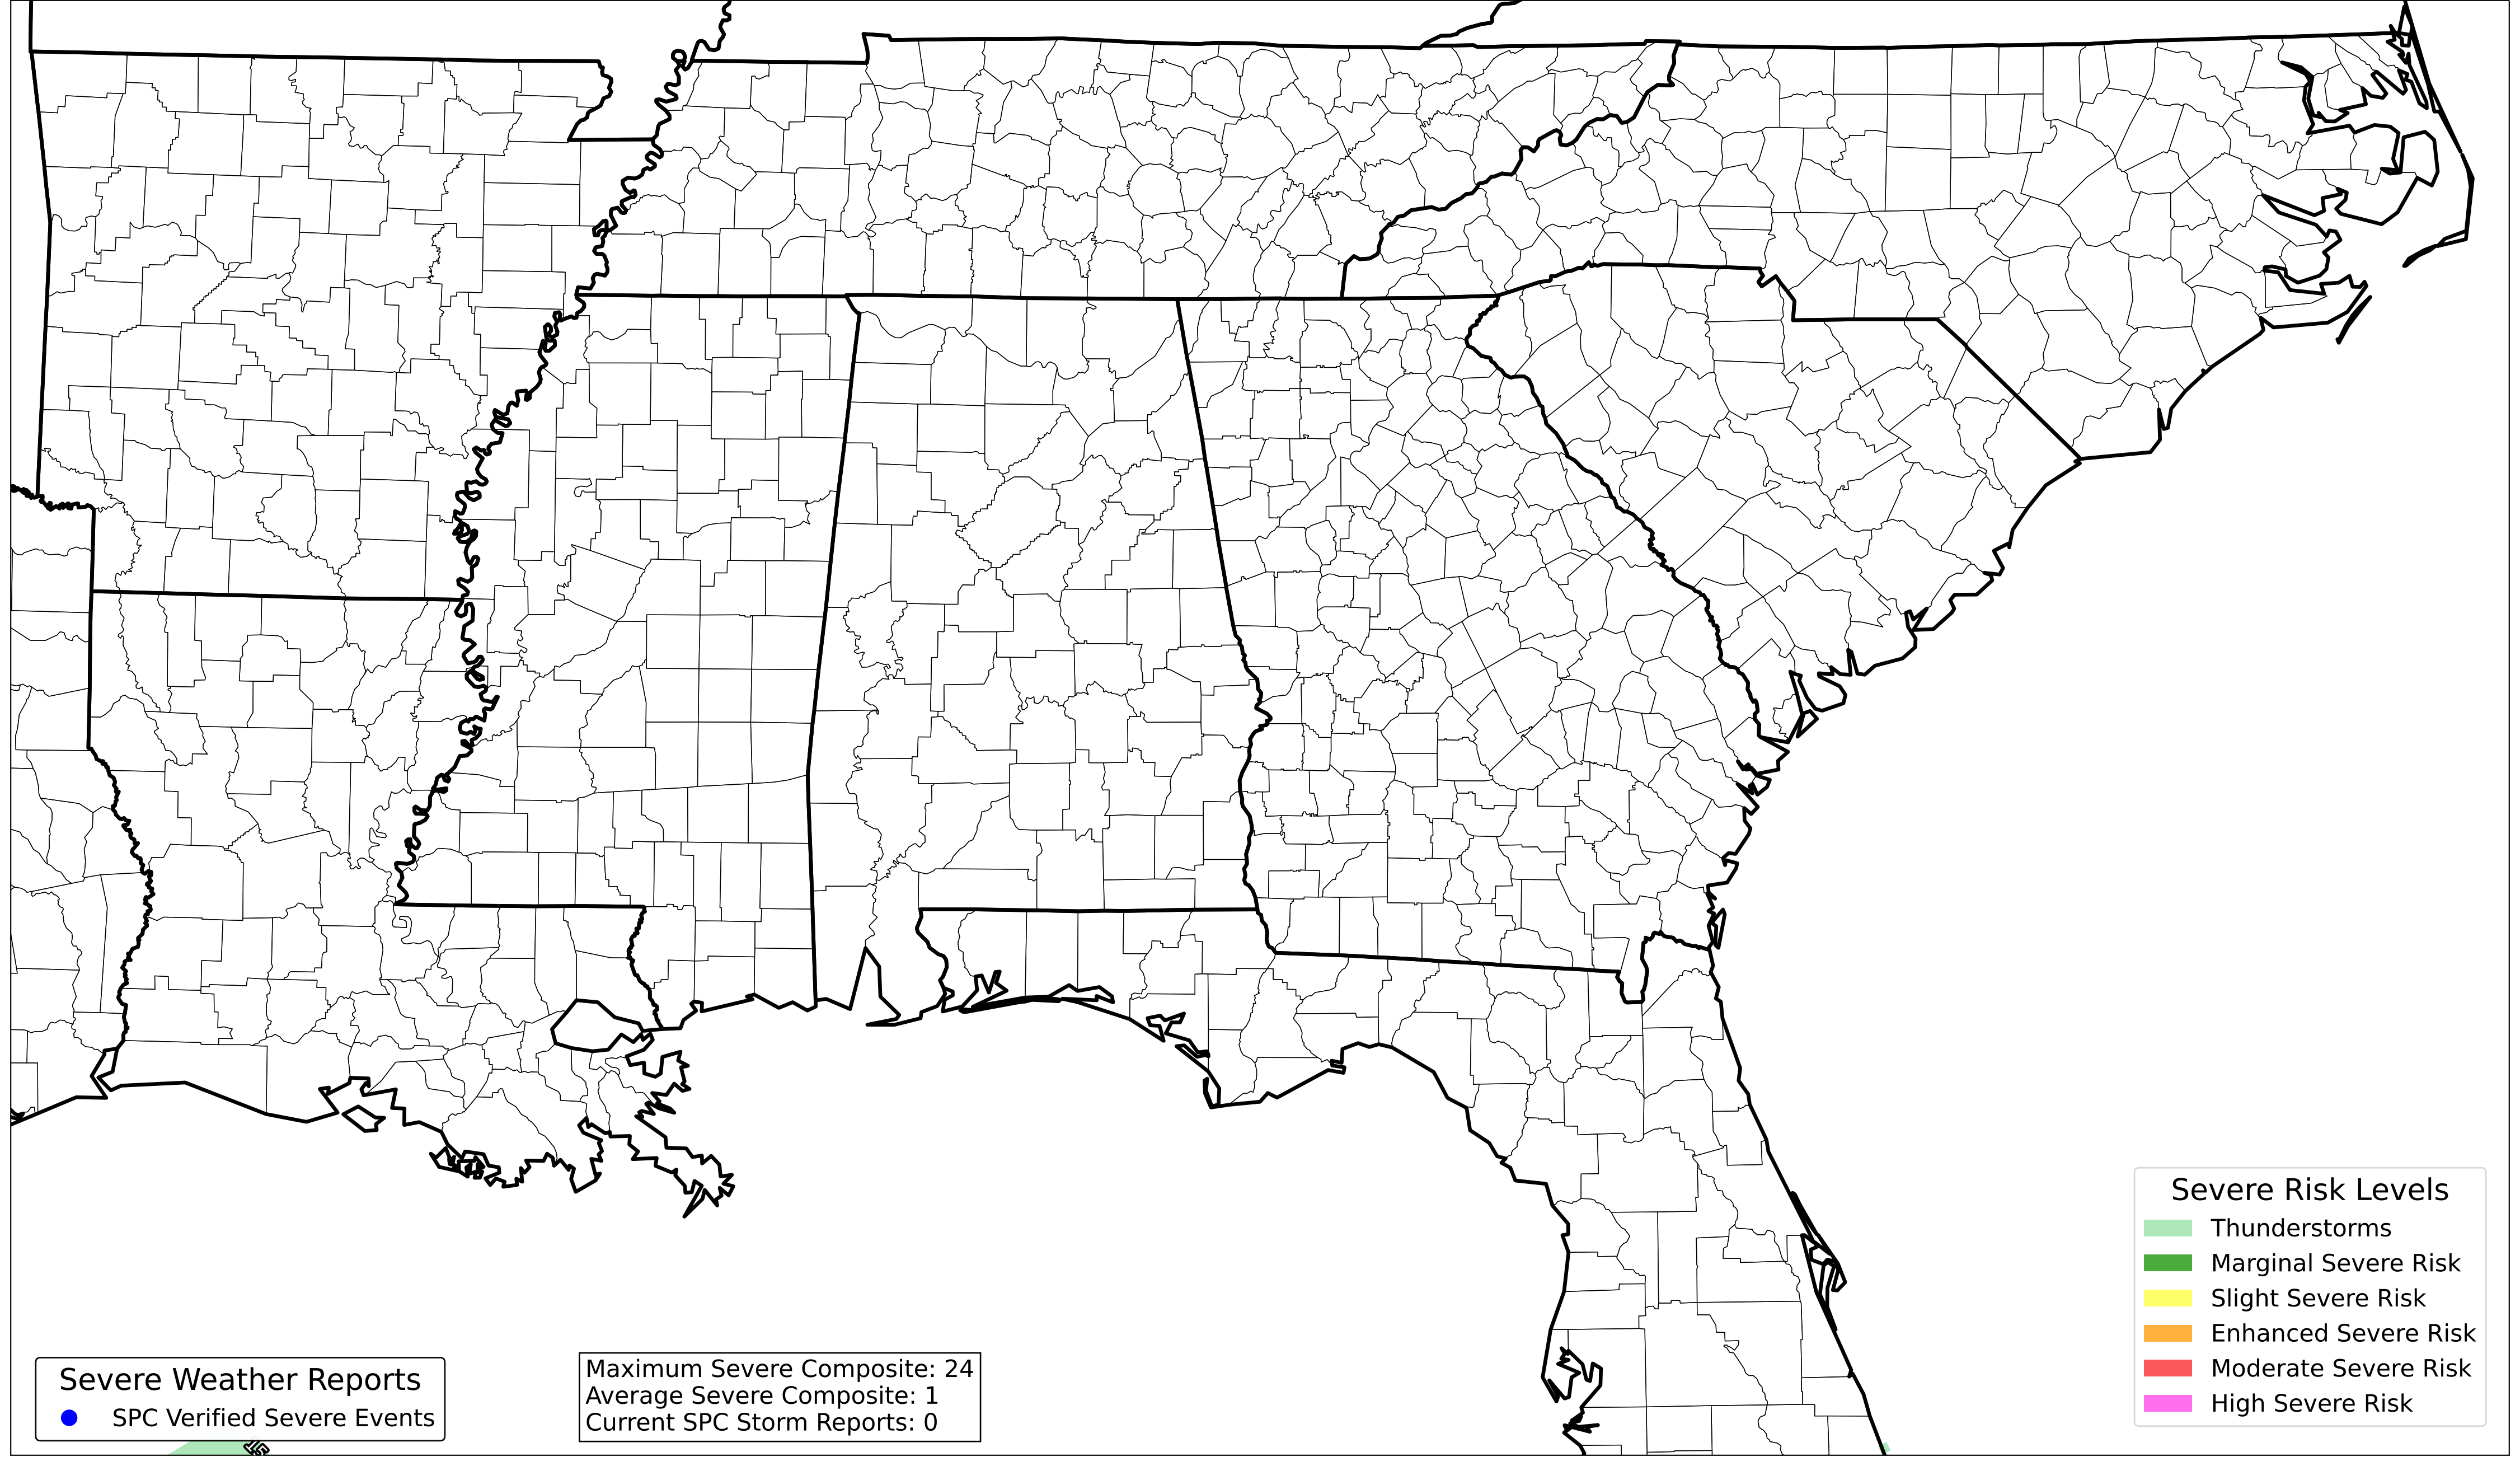 Severe Risk Levels
Thunderstorms
Marginal Severe Risk
Slight Severe Risk
Enhanced Severe Risk
Moderate Severe Risk
High Severe Risk
Severe Weather Reports
SPC Verified Severe Events
Maximum Severe Composite: 24
Average Severe Composite: 1
Current SPC Storm Reports: 0